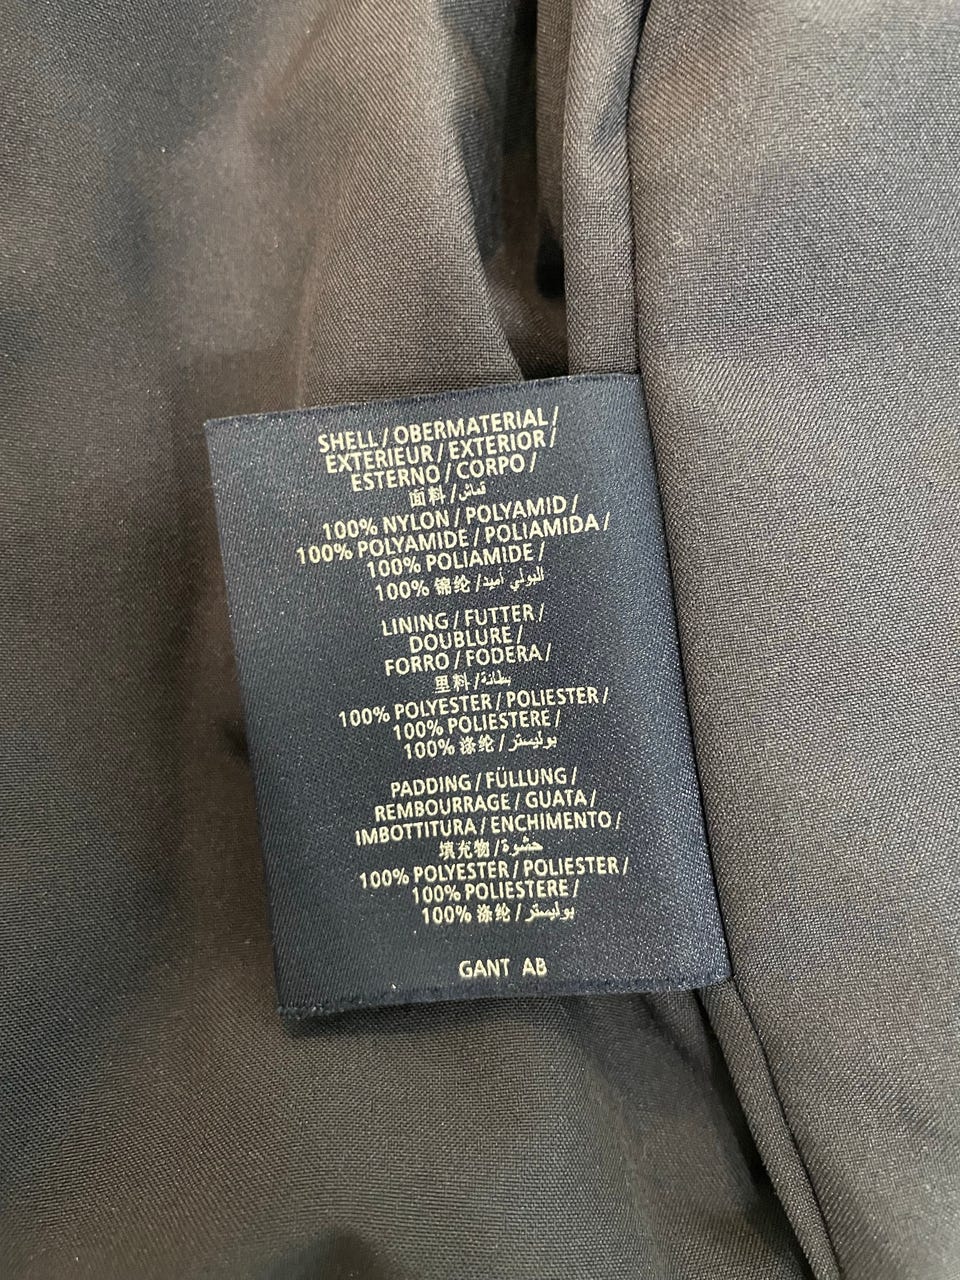 SHELL / OBERMATERIAL /
EXTERIEUR / EXTERIOR /
ESTERNO / CORPO /
面料 / قماش
100% NYLON / POLYAMID /
100% POLYAMIDE / POLIAMIDA /
100% POLIAMIDE /
100% 锦纶 / البولي أميد
LINING / FUTTER /
DOUBLURE /
FORRO / FODERA /
里料 / بطانة
100% POLYESTER / POLIESTER /
100% POLIESTERE /
100% 涤纶 / بوليستر
PADDING / FÜLLUNG /
REMBOURRAGE / GUATA /
IMBOTTITURA / ENCHIMENTO /
填充物 / حشوة
100% POLYESTER / POLIESTER /
100% POLIESTERE /
100% 涤纶 / بوليستر
GANT AB